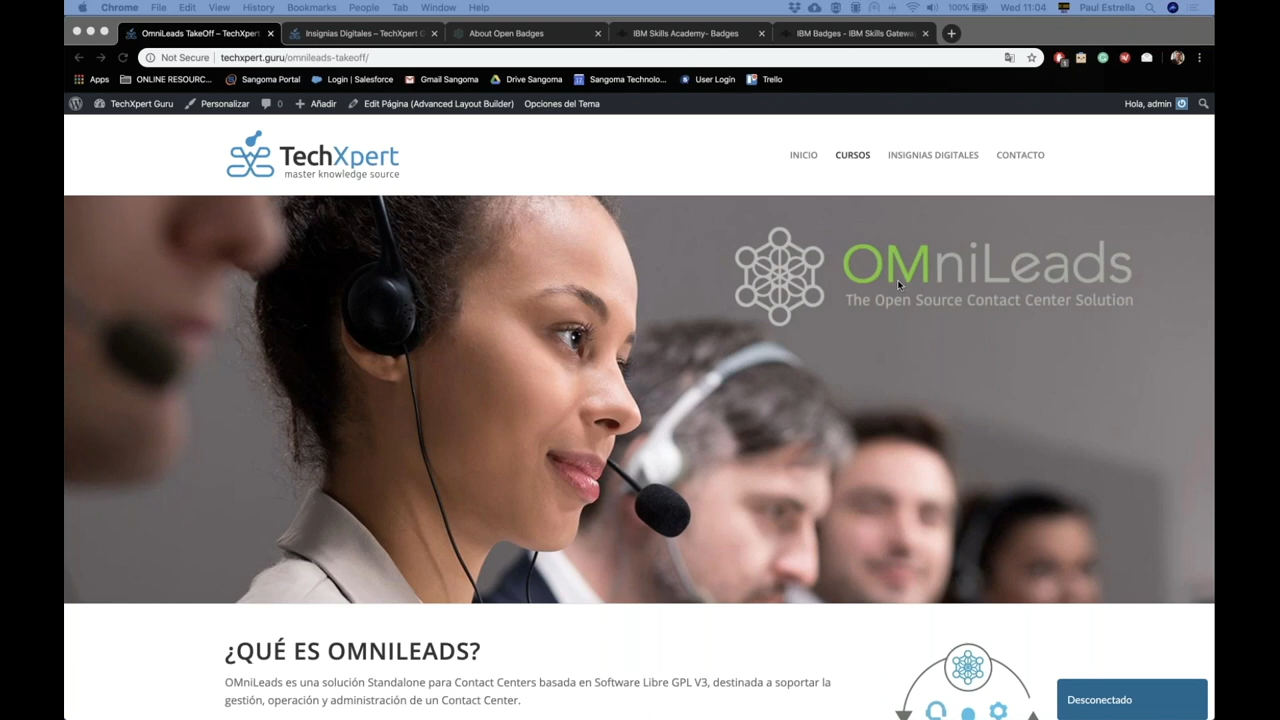 Chrome File Edit View History Bookmarks People Tab Window Help 100% Wed 11:04 Paul Estrella
OmniLeads TakeOff – TechXpert Insignias Digitales – TechXpert G About Open Badges IBM Skills Academy- Badges IBM Badges - IBM Skills Gatewa
Not Secure techxpert.guru/omnileads-takeoff/
Apps ONLINE RESOURC... Sangoma Portal Login | Salesforce Gmail Sangoma Drive Sangoma Sangoma Technolo... User Login Trello
TechXpert Guru Personalizar 0 Añadir Edit Página (Advanced Layout Builder) Opciones del Tema Hola, admin
TechXpert
master knowledge source
INICIO CURSOS INSIGNIAS DIGITALES CONTACTO
OMniLeads
The Open Source Contact Center Solution
¿QUÉ ES OMNILEADS?
OMniLeads es una solución Standalone para Contact Centers basada en Software Libre GPL V3, destinada a soportar la
gestión, operación y administración de un Contact Center.
Desconectado